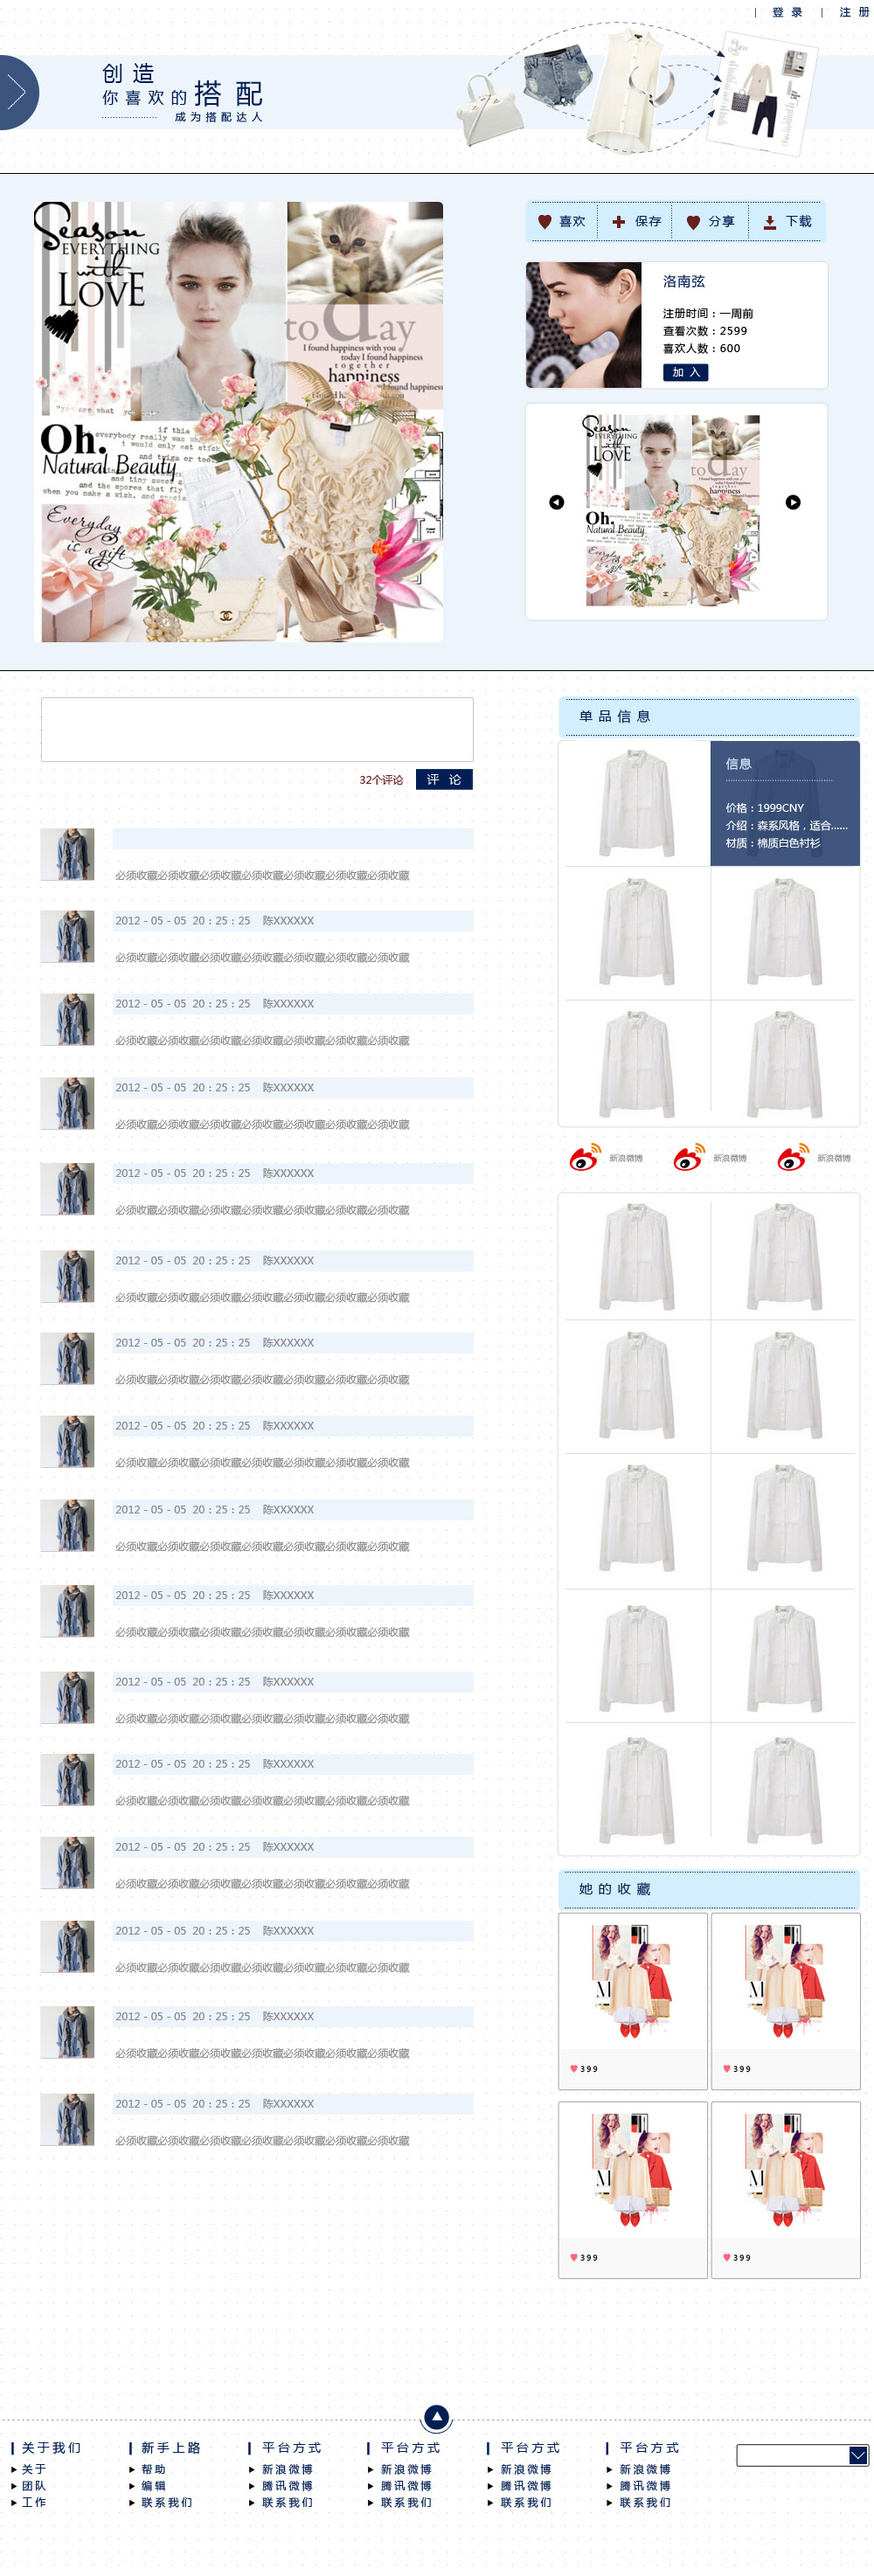 登 录
注 册
创 造
你 喜 欢 的 搭 配
成 为 搭 配 达 人
喜欢
保存
分享
下载
Season
EVERYTHING
with
LOVE
today
I found happiness with you
today I found happiness
together
happiness
Oh.
Natural Beauty
Everyday
is a gift
洛南弦
注册时间：一周前
查看次数：2599
喜欢人数：600
加 入
Season
EVERYTHING
with
LOVE
today
happiness
Oh.
Natural Beauty
Everyday
is a gift
单 品 信 息
32个评论
评 论
信息
价格：1999CNY
介绍：森系风格，适合......
材质：棉质白色衬衫
必须收藏必须收藏必须收藏必须收藏必须收藏必须收藏必须收藏
2012 - 05 - 05  20 : 25 : 25    陈XXXXXX
必须收藏必须收藏必须收藏必须收藏必须收藏必须收藏必须收藏
2012 - 05 - 05  20 : 25 : 25    陈XXXXXX
必须收藏必须收藏必须收藏必须收藏必须收藏必须收藏必须收藏
2012 - 05 - 05  20 : 25 : 25    陈XXXXXX
必须收藏必须收藏必须收藏必须收藏必须收藏必须收藏必须收藏
新浪微博
新浪微博
新浪微博
2012 - 05 - 05  20 : 25 : 25    陈XXXXXX
必须收藏必须收藏必须收藏必须收藏必须收藏必须收藏必须收藏
2012 - 05 - 05  20 : 25 : 25    陈XXXXXX
必须收藏必须收藏必须收藏必须收藏必须收藏必须收藏必须收藏
2012 - 05 - 05  20 : 25 : 25    陈XXXXXX
必须收藏必须收藏必须收藏必须收藏必须收藏必须收藏必须收藏
2012 - 05 - 05  20 : 25 : 25    陈XXXXXX
必须收藏必须收藏必须收藏必须收藏必须收藏必须收藏必须收藏
2012 - 05 - 05  20 : 25 : 25    陈XXXXXX
必须收藏必须收藏必须收藏必须收藏必须收藏必须收藏必须收藏
2012 - 05 - 05  20 : 25 : 25    陈XXXXXX
必须收藏必须收藏必须收藏必须收藏必须收藏必须收藏必须收藏
2012 - 05 - 05  20 : 25 : 25    陈XXXXXX
必须收藏必须收藏必须收藏必须收藏必须收藏必须收藏必须收藏
2012 - 05 - 05  20 : 25 : 25    陈XXXXXX
必须收藏必须收藏必须收藏必须收藏必须收藏必须收藏必须收藏
2012 - 05 - 05  20 : 25 : 25    陈XXXXXX
必须收藏必须收藏必须收藏必须收藏必须收藏必须收藏必须收藏
2012 - 05 - 05  20 : 25 : 25    陈XXXXXX
必须收藏必须收藏必须收藏必须收藏必须收藏必须收藏必须收藏
2012 - 05 - 05  20 : 25 : 25    陈XXXXXX
必须收藏必须收藏必须收藏必须收藏必须收藏必须收藏必须收藏
2012 - 05 - 05  20 : 25 : 25    陈XXXXXX
必须收藏必须收藏必须收藏必须收藏必须收藏必须收藏必须收藏
她 的 收 藏
399
399
399
399
关于我们
关于
团队
工作
新手上路
帮助
编辑
联系我们
平台方式
新浪微博
腾讯微博
联系我们
平台方式
新浪微博
腾讯微博
联系我们
平台方式
新浪微博
腾讯微博
联系我们
平台方式
新浪微博
腾讯微博
联系我们